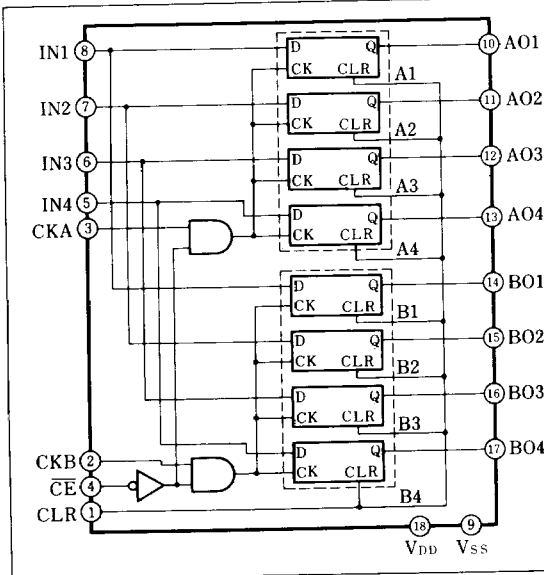 IN1 8 D Q 10 AO1
CK CLR A1
IN2 7 D Q 11 AO2
CK CLR A2
IN3 6 D Q 12 AO3
CK CLR A3
IN4 5 D Q 13 AO4
CKA 3 CK CLR A4
D Q 14 BO1
CK CLR B1
D Q 15 BO2
CK CLR B2
D Q 16 BO3
CK CLR B3
CKB 2 D Q 17 BO4
CE 4 CK CLR
CLR 1 B4
18 9
VDD VSS